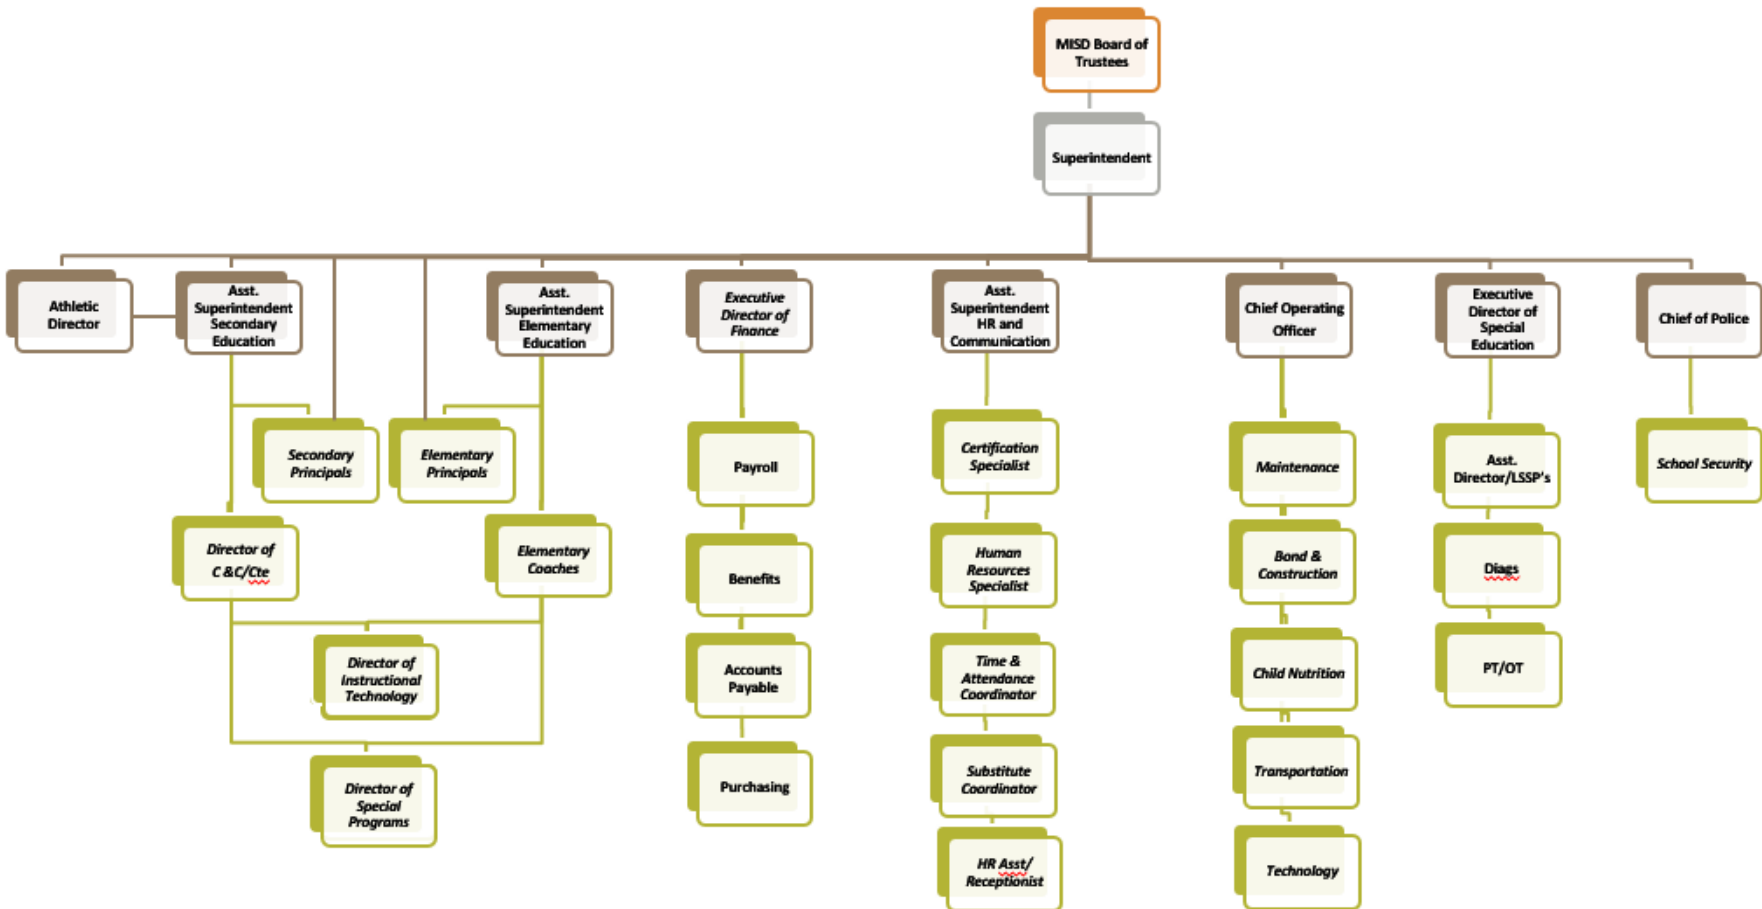 MISD Board of
Trustees
Superintendent
Athletic
Director
Asst.
Superintendent
Secondary
Education
Asst.
Superintendent
Elementary
Education
Executive
Director of
Finance
Asst.
Superintendent
HR and
Communication
Chief Operating
Officer
Executive
Director of
Special
Education
Chief of Police
Secondary
Principals
Elementary
Principals
Payroll
Certification
Specialist
Maintenance
Asst.
Director/LSSP's
School Security
Director of
C &C/Cte
Elementary
Coaches
Benefits
Human
Resources
Specialist
Bond &
Construction
Diags
Director of
Instructional
Technology
Accounts
Payable
Time &
Attendance
Coordinator
Child Nutrition
PT/OT
Director of
Special
Programs
Purchasing
Substitute
Coordinator
Transportation
HR Asst/
Receptionist
Technology